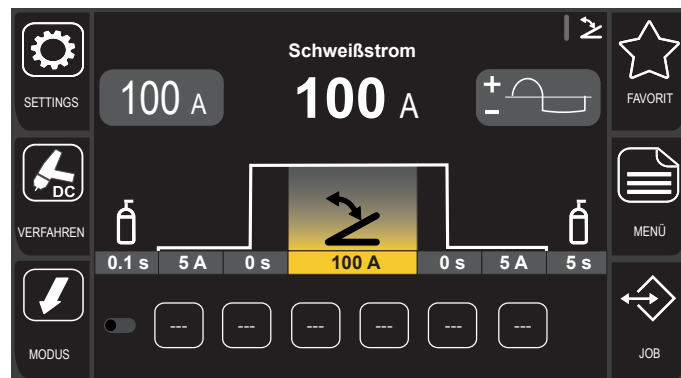 Schweißstrom
SETTINGS
100 A
100 A
+
-
FAVORIT
DC
VERFAHREN
MENÜ
0.1 s 5 A 0 s 100 A 0 s 5 A 5 s
--- --- --- --- --- ---
MODUS
JOB